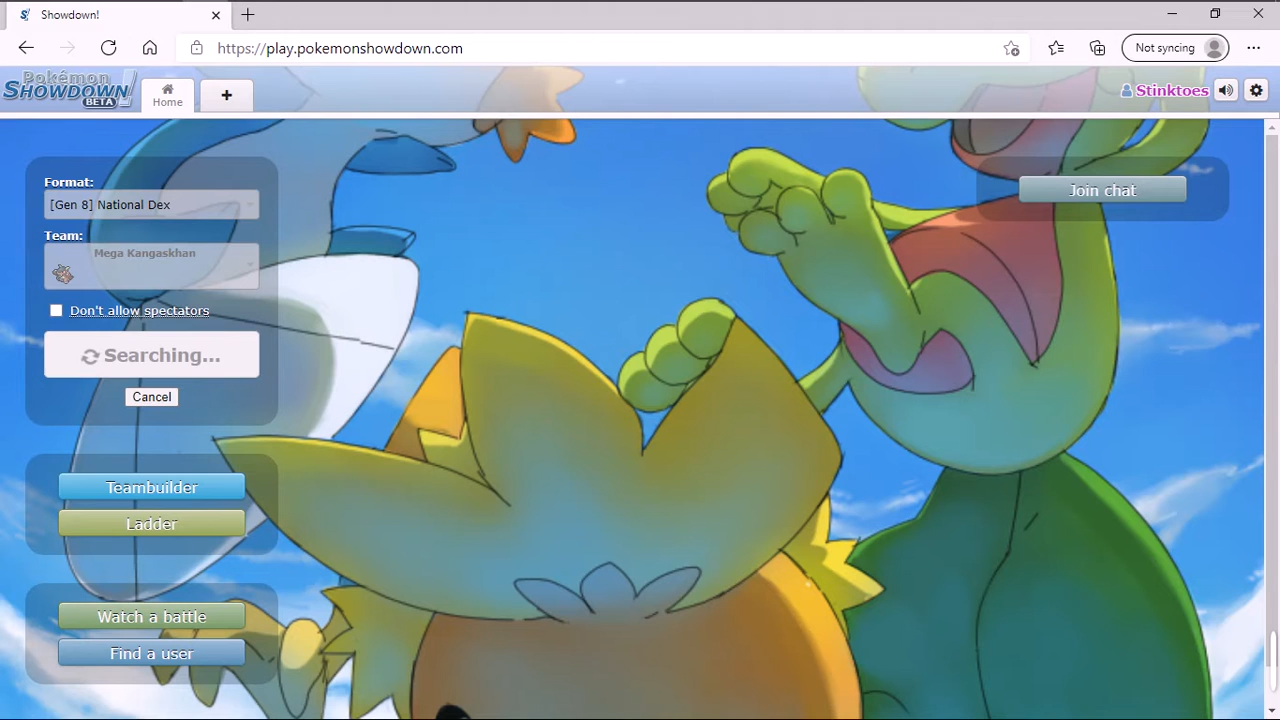 Showdown!
https://play.pokemonshowdown.com
Not syncing
Pokémon
SHOWDOWN!
BETA
Home
Stinktoes
Format:
[Gen 8] National Dex
Team:
Mega Kangaskhan
Don't allow spectators
Searching...
Cancel
Teambuilder
Ladder
Watch a battle
Find a user
Join chat